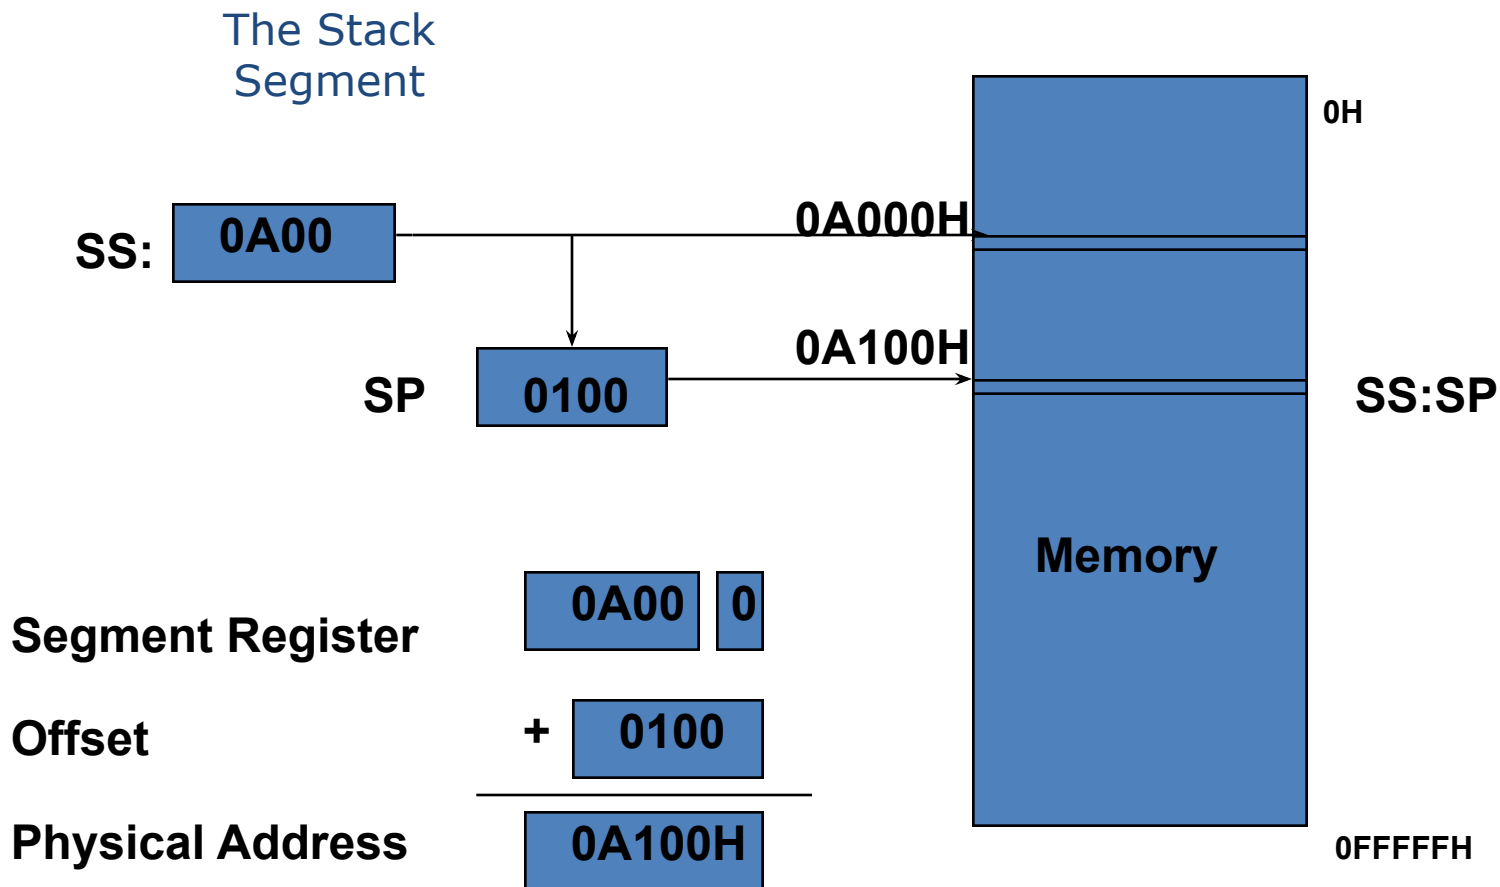 The Stack
Segment
0H
SS:
0A00
0A000H
0A100H
SP
0100
SS:SP
Memory
Segment Register
0A00
0
Offset
+
0100
Physical Address
0A100H
0FFFFFH